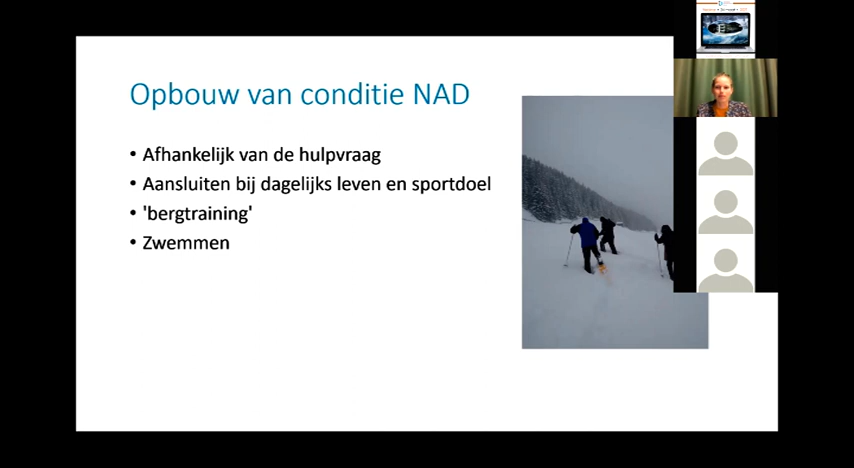 Opbouw van conditie NAD
• Afhankelijk van de hulpvraag
• Aansluiten bij dagelijks leven en sportdoel
• 'bergtraining'
• Zwemmen